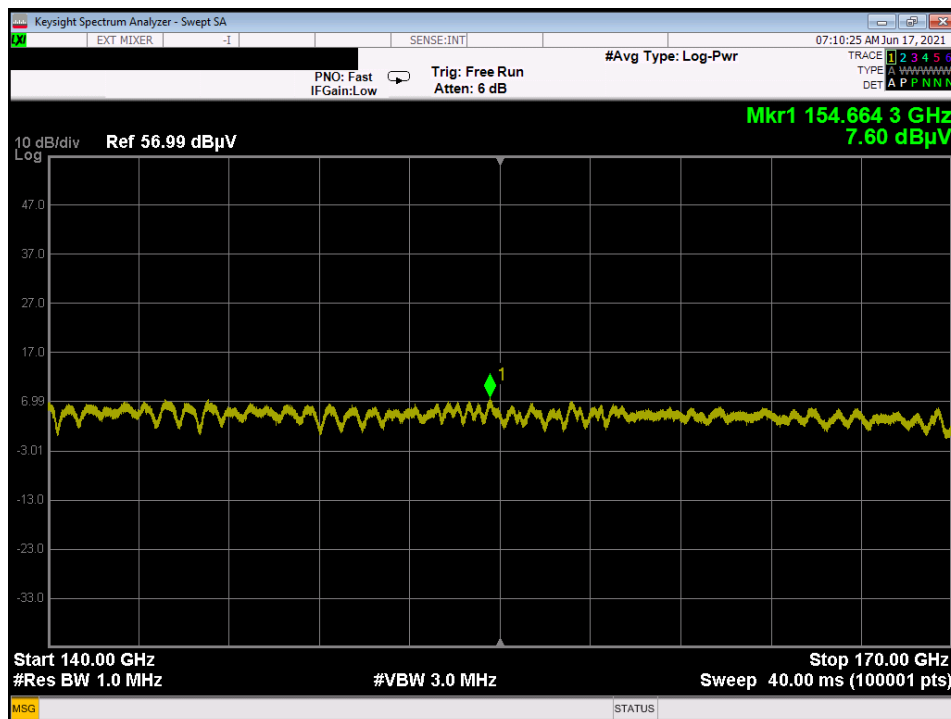 Keysight Spectrum Analyzer - Swept SA
LXI EXT MIXER -I SENSE:INT 07:10:25 AM Jun 17, 2021
#Avg Type: Log-Pwr
TRACE 1 2 3 4 5 6
TYPE A WWWWW
DET A P P N N N
PNO: Fast
IFGain:Low
Trig: Free Run
Atten: 6 dB
Mkr1 154.664 3 GHz
7.60 dBµV
10 dB/div Ref 56.99 dBµV
Log
47.0
37.0
27.0
17.0
1
6.99
-3.01
-13.0
-23.0
-33.0
Start 140.00 GHz Stop 170.00 GHz
#Res BW 1.0 MHz #VBW 3.0 MHz Sweep 40.00 ms (100001 pts)
MSG STATUS